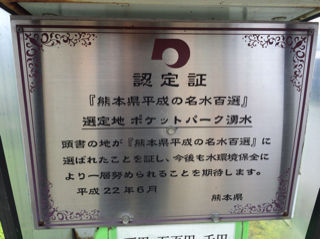 認定証
『熊本県平成の名水百選』
選定地 ポケットパーク湧水
頭書の地が『熊本県平成の名水百選』に
選ばれたことを証し、今後も水環境保全に
より一層努められることを期待します。
平成22年6月
熊本県